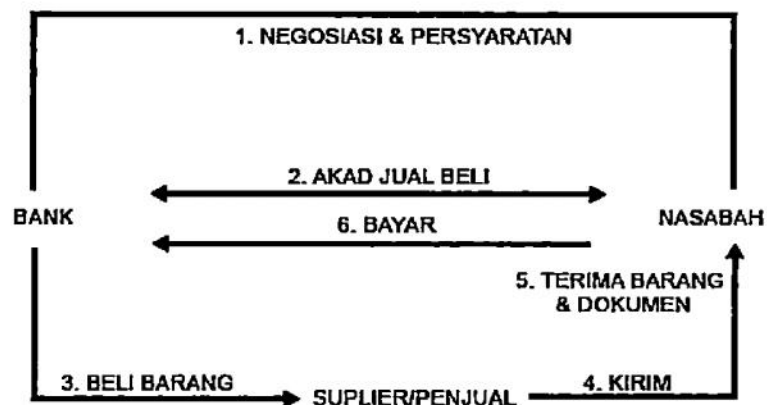 1. NEGOSIASI & PERSYARATAN
2. AKAD JUAL BELI
BANK
6. BAYAR
NASABAH
5. TERIMA BARANG
& DOKUMEN
3. BELI BARANG
SUPLIER/PENJUAL
4. KIRIM